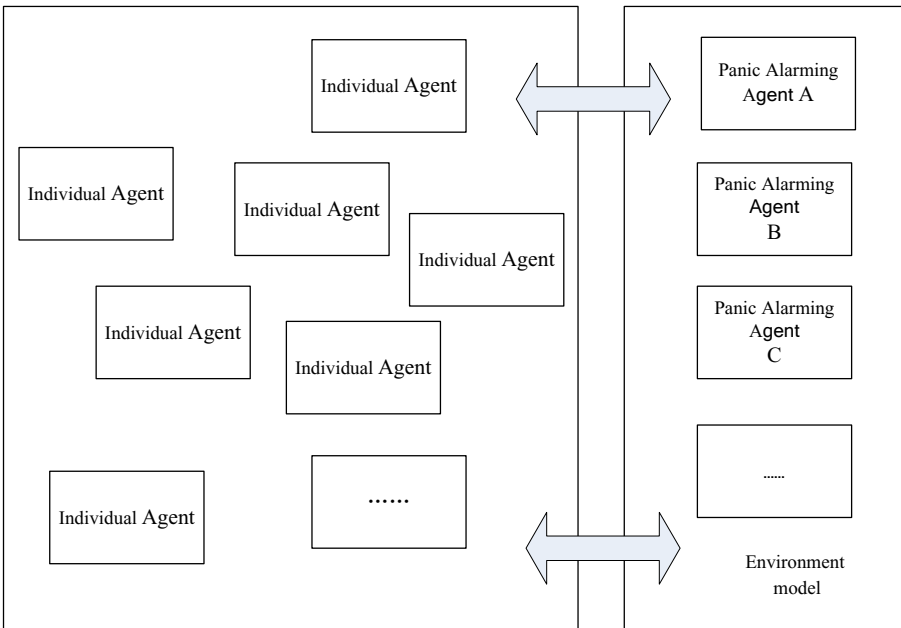 Individual Agent
Individual Agent
Individual Agent
Individual Agent
Individual Agent
Individual Agent
Individual Agent
……
Panic Alarming
Agent A
Panic Alarming
Agent
B
Panic Alarming
Agent
C
……
Environment
model